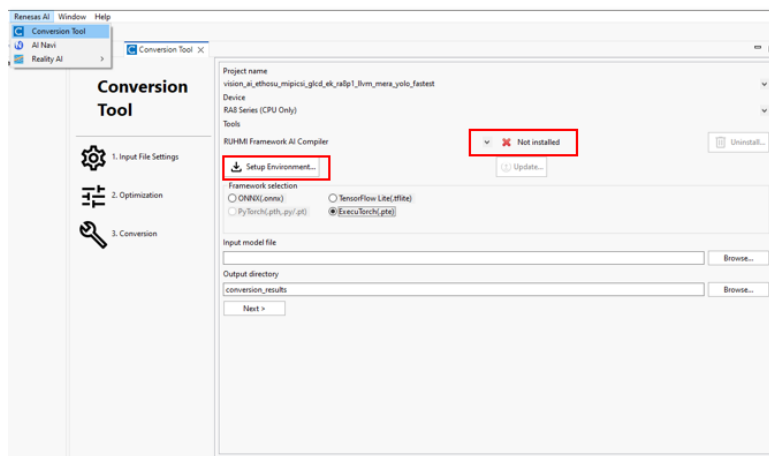 Renesas AI Window Help
Conversion Tool
AI Navi
Reality AI >
Conversion Tool
Conversion
Tool
1. Input File Settings
2. Optimization
3. Conversion
Project name
vision_ai_ethosu_mipicsi_glcd_ek_ra8p1_llvm_mera_yolo_fastest
Device
RA8 Series (CPU Only)
Tools
RUHMI Framework AI Compiler
Not installed
Uninstall...
Setup Environment...
Update...
Framework selection
ONNX(.onnx) TensorFlow Lite(.tflite)
PyTorch(.pth,.py/.pt) ExecuTorch(.pte)
Input model file
Browse...
Output directory
conversion_results
Browse...
Next >